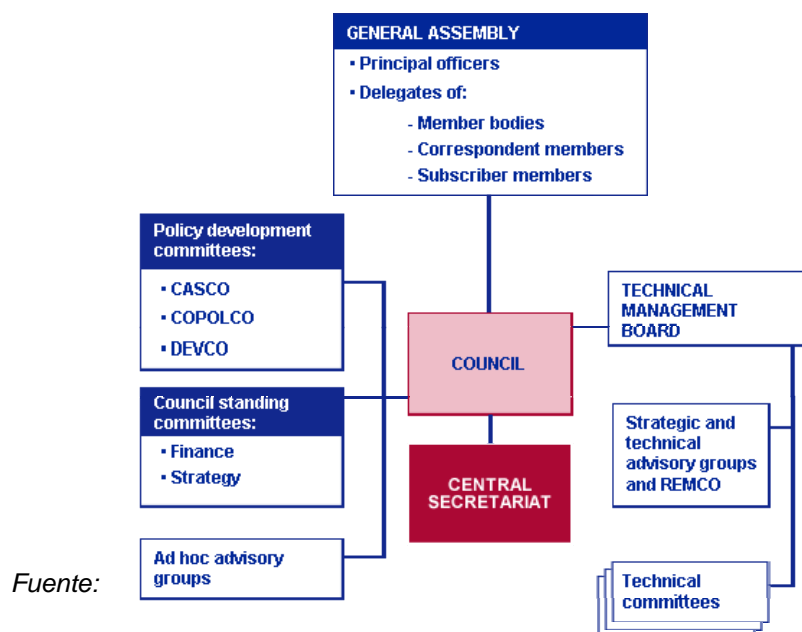 GENERAL ASSEMBLY
▪ Principal officers
▪ Delegates of:
- Member bodies
- Correspondent members
- Subscriber members
Policy development
committees:
▪ CASCO
▪ COPOLCO
▪ DEVCO
TECHNICAL
MANAGEMENT
BOARD
COUNCIL
Council standing
committees:
▪ Finance
▪ Strategy
Strategic and
technical
advisory groups
and REMCO
CENTRAL
SECRETARIAT
Ad hoc advisory
groups
Technical
committees
Fuente: